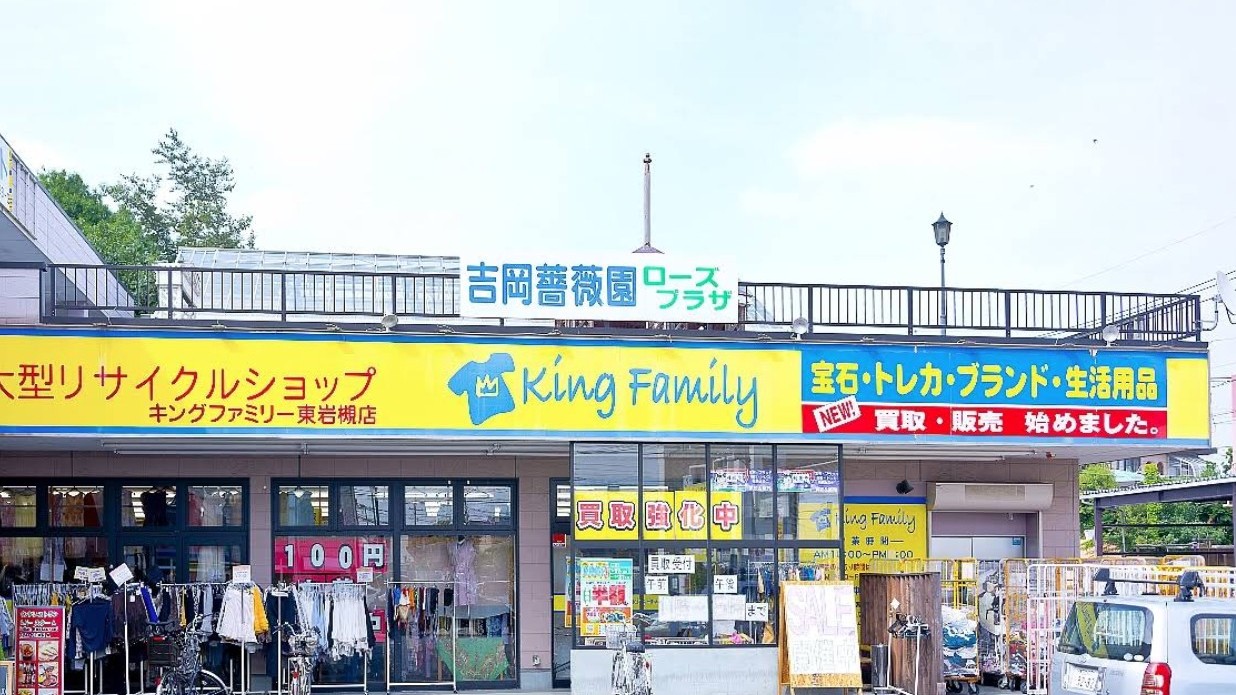 吉岡薔薇園
ローズ
プラザ
大型リサイクルショップ
キングファミリー東岩槻店
King Family
宝石・トレカ・ブランド・生活用品
NEW!
買取・販売 始めました。
買取強化中
King Family
100円
買取受付
午前
午後
まで
SALE